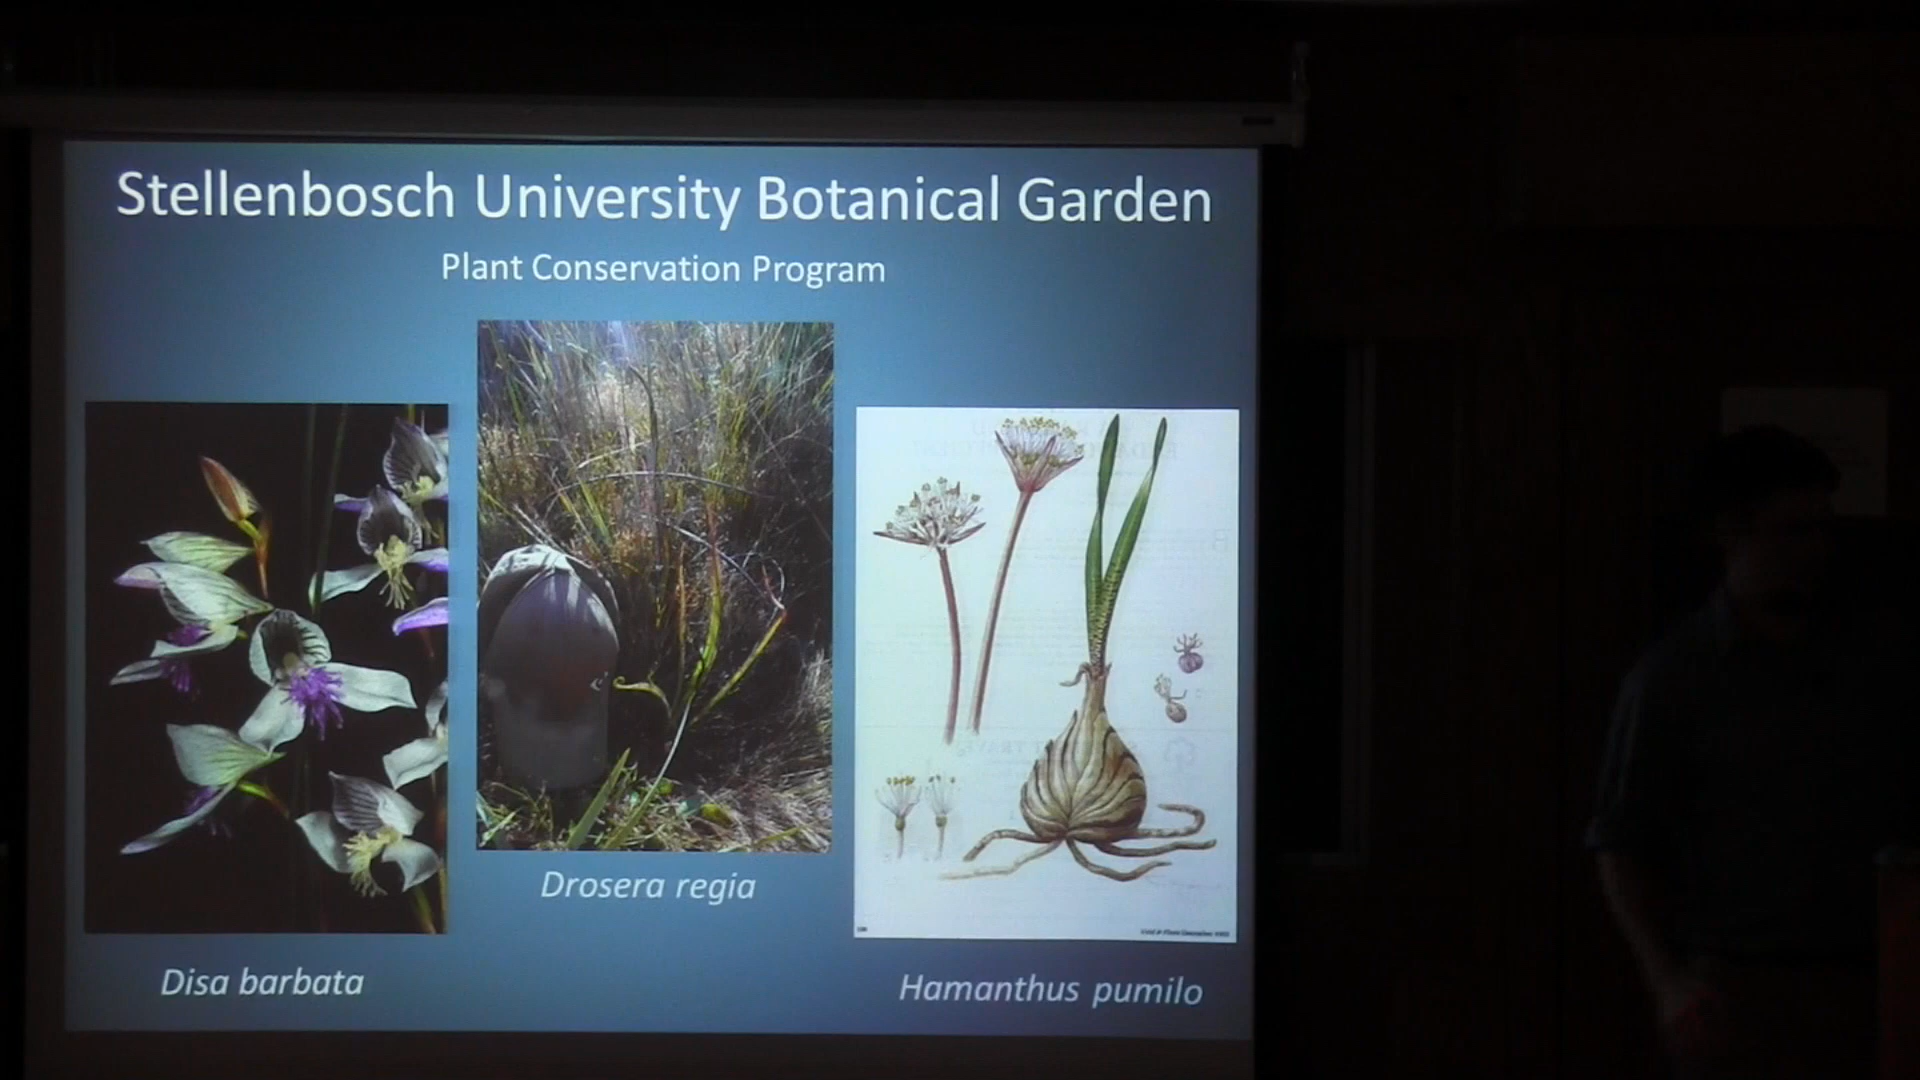 Stellenbosch University Botanical Garden
Plant Conservation Program
Drosera regia
Disa barbata
Hamanthus pumilo